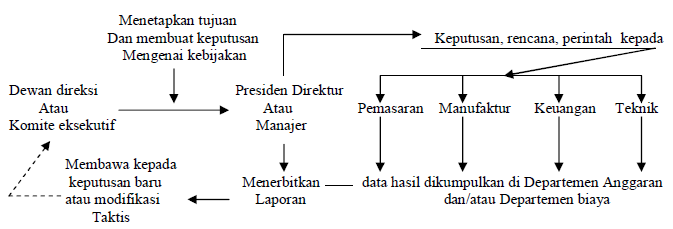 Menetapkan tujuan
Dan membuat keputusan
Mengenai kebijakan
Keputusan, rencana, perintah kepada
Dewan direksi
Atau
Komite eksekutif
Presiden Direktur
Atau
Manajer
Pemasaran
Manufaktur
Keuangan
Teknik
Membawa kepada
keputusan baru
atau modifikasi
Taktis
Menerbitkan
Laporan
data hasil dikumpulkan di Departemen Anggaran
dan/atau Departemen biaya